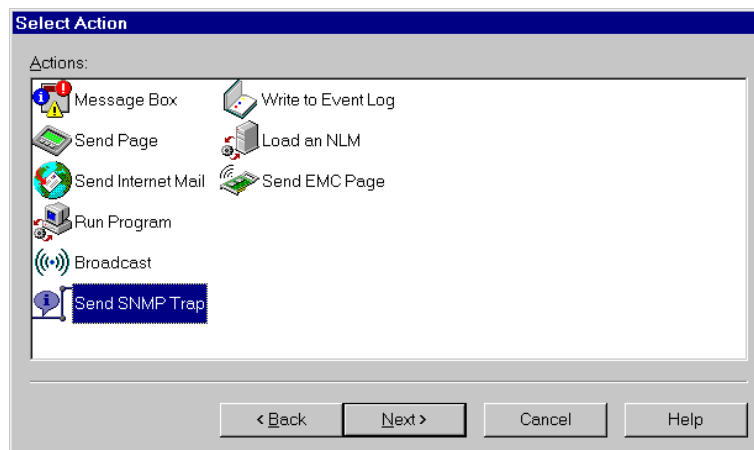 Select Action
Actions:
Message Box
Write to Event Log
Send Page
Load an NLM
Send Internet Mail
Send EMC Page
Run Program
Broadcast
Send SNMP Trap
< Back
Next >
Cancel
Help